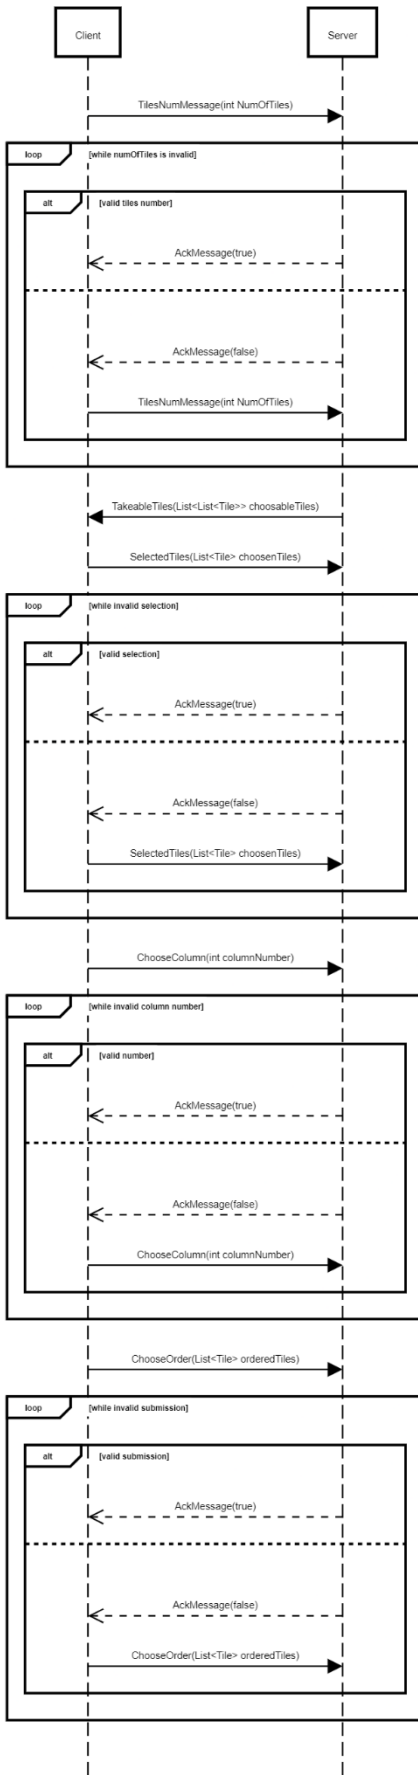 Client
Server
TilesNumMessage(int NumOfTiles)
loop
[while numOfTiles is invalid]
alt
[valid tiles number]
AckMessage(true)
AckMessage(false)
TilesNumMessage(int NumOfTiles)
TakeableTiles(List<List<Tile>> choosableTiles)
SelectedTiles(List<Tile> choosenTiles)
loop
[while invalid selection]
alt
[valid selection]
AckMessage(true)
AckMessage(false)
SelectedTiles(List<Tile> choosenTiles)
ChooseColumn(int columnNumber)
loop
[while invalid column number]
alt
[valid number]
AckMessage(true)
AckMessage(false)
ChooseColumn(int columnNumber)
ChooseOrder(List<Tile> orderedTiles)
loop
[while invalid submission]
alt
[valid submission]
AckMessage(true)
AckMessage(false)
ChooseOrder(List<Tile> orderedTiles)